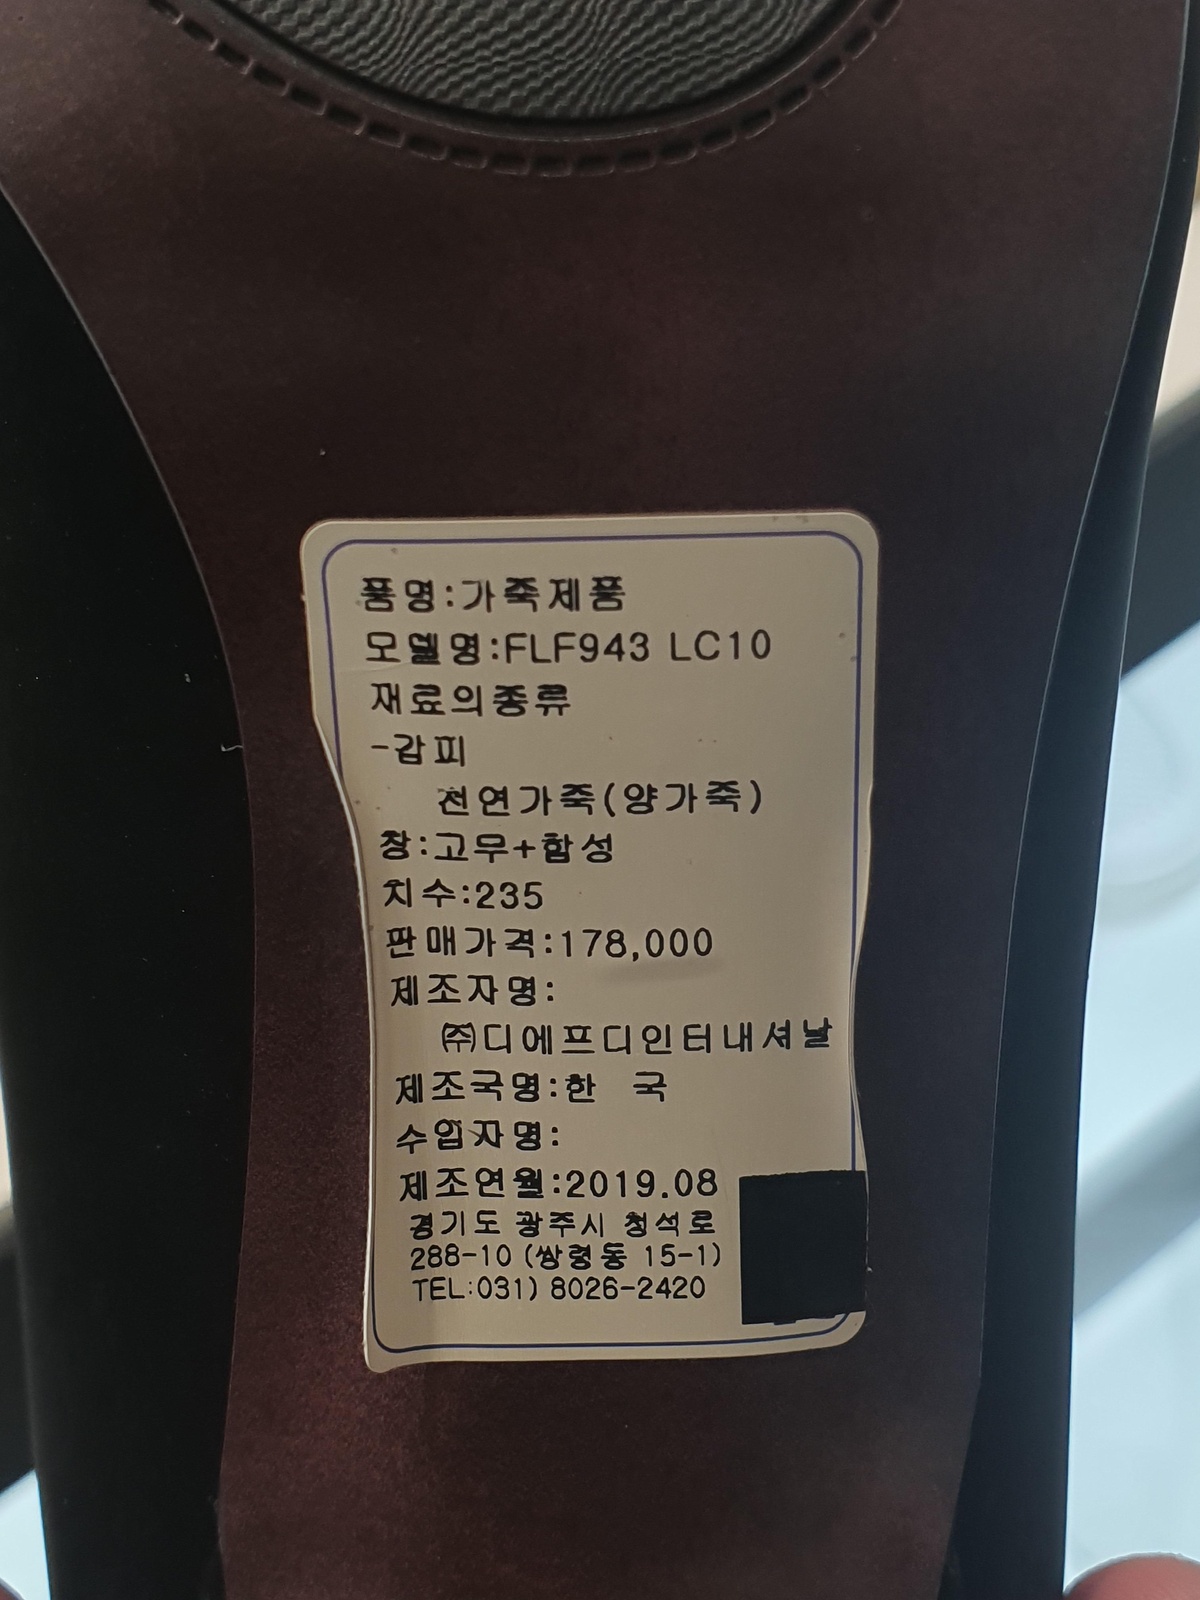 품명:가죽제품
모델명:FLF943 LC10
재료의종류
-갑피
천연가죽(양가죽)
창:고무+합성
치수:235
판매가격:178,000
제조자명:
㈜디에프디인터내셔날
제조국명:한 국
수입자명:
제조연월:2019.08
경기도 광주시 청석로
288-10 (쌍령동 15-1)
TEL:031) 8026-2420